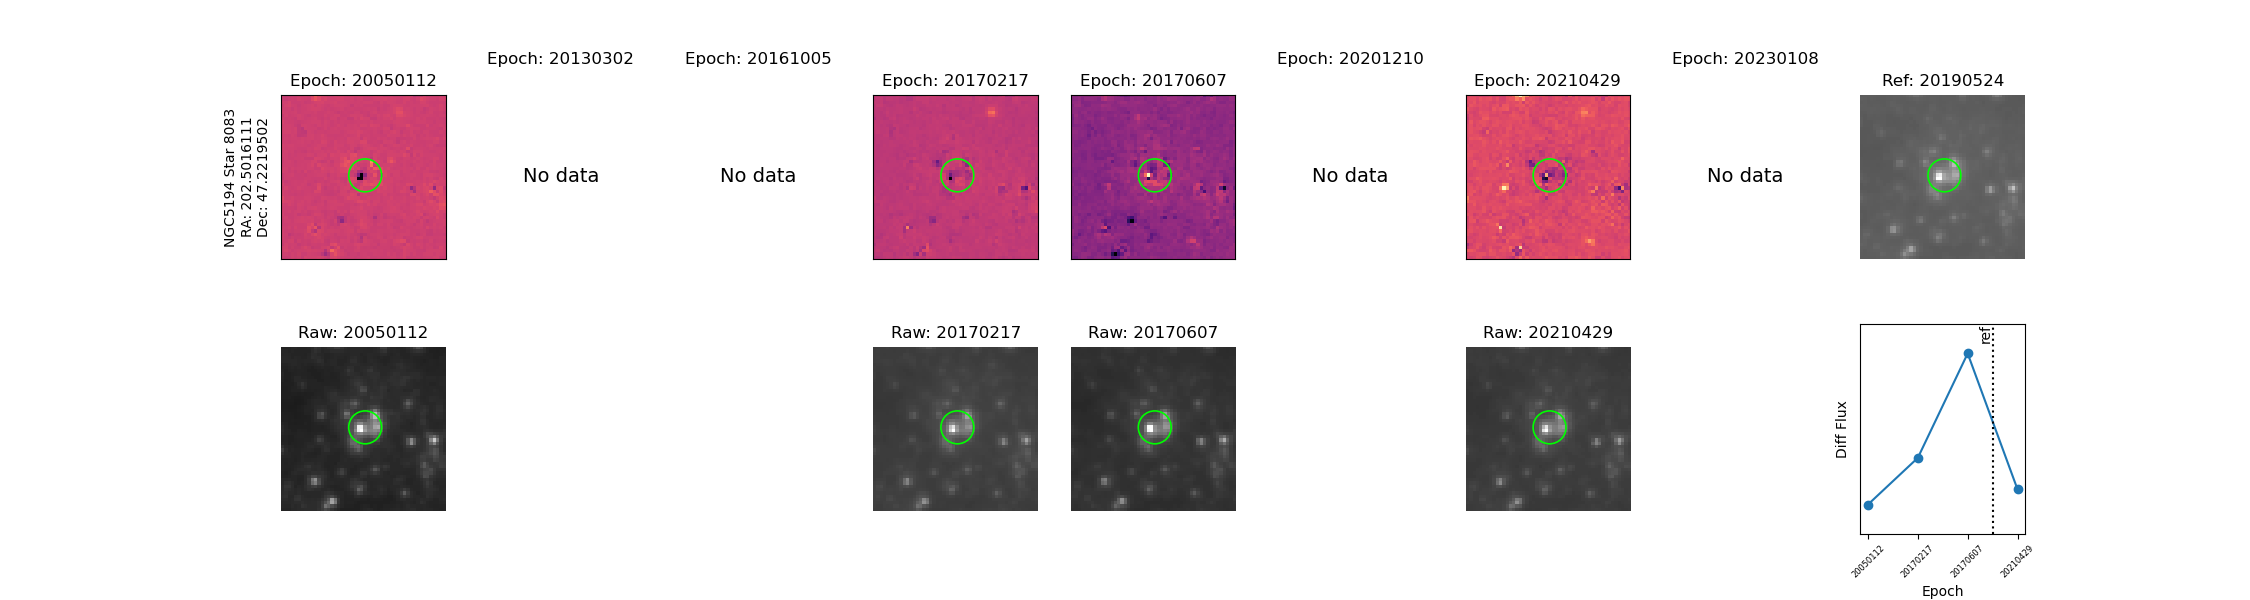 Epoch: 20050112
Epoch: 20130302
Epoch: 20161005
Epoch: 20170217
Epoch: 20170607
Epoch: 20201210
Epoch: 20210429
Epoch: 20230108
Ref: 20190524
NGC5194 Star 8083
RA: 202.5016111
Dec: 47.2219502
No data
No data
No data
No data
Raw: 20050112
Raw: 20170217
Raw: 20170607
Raw: 20210429
ref
Diff Flux
20050112
20170217
20170607
20210429
Epoch